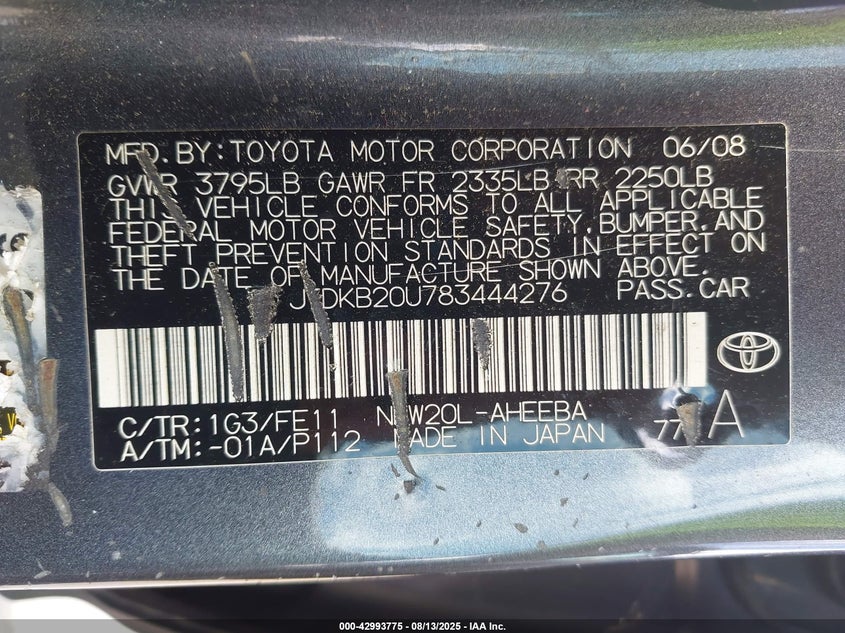 MFD.BY:TOYOTA MOTOR CORPORATION 06/08
GVWR 3795LB GAWR FR 2335LB RR 2250LB
THIS VEHICLE CONFORMS TO ALL APPLICABLE
FEDERAL MOTOR VEHICLE SAFETY,BUMPER,AND
THEFT PREVENTION STANDARDS IN EFFECT ON
THE DATE OF MANUFACTURE SHOWN ABOVE.
JTDKB20U783444276 PASS.CAR
C/TR:1G3/FE11 NHW20L-AHEEBA
A/TM:-01A/P112 MADE IN JAPAN A
000-42993775 - 08/13/2025 - IAA Inc.